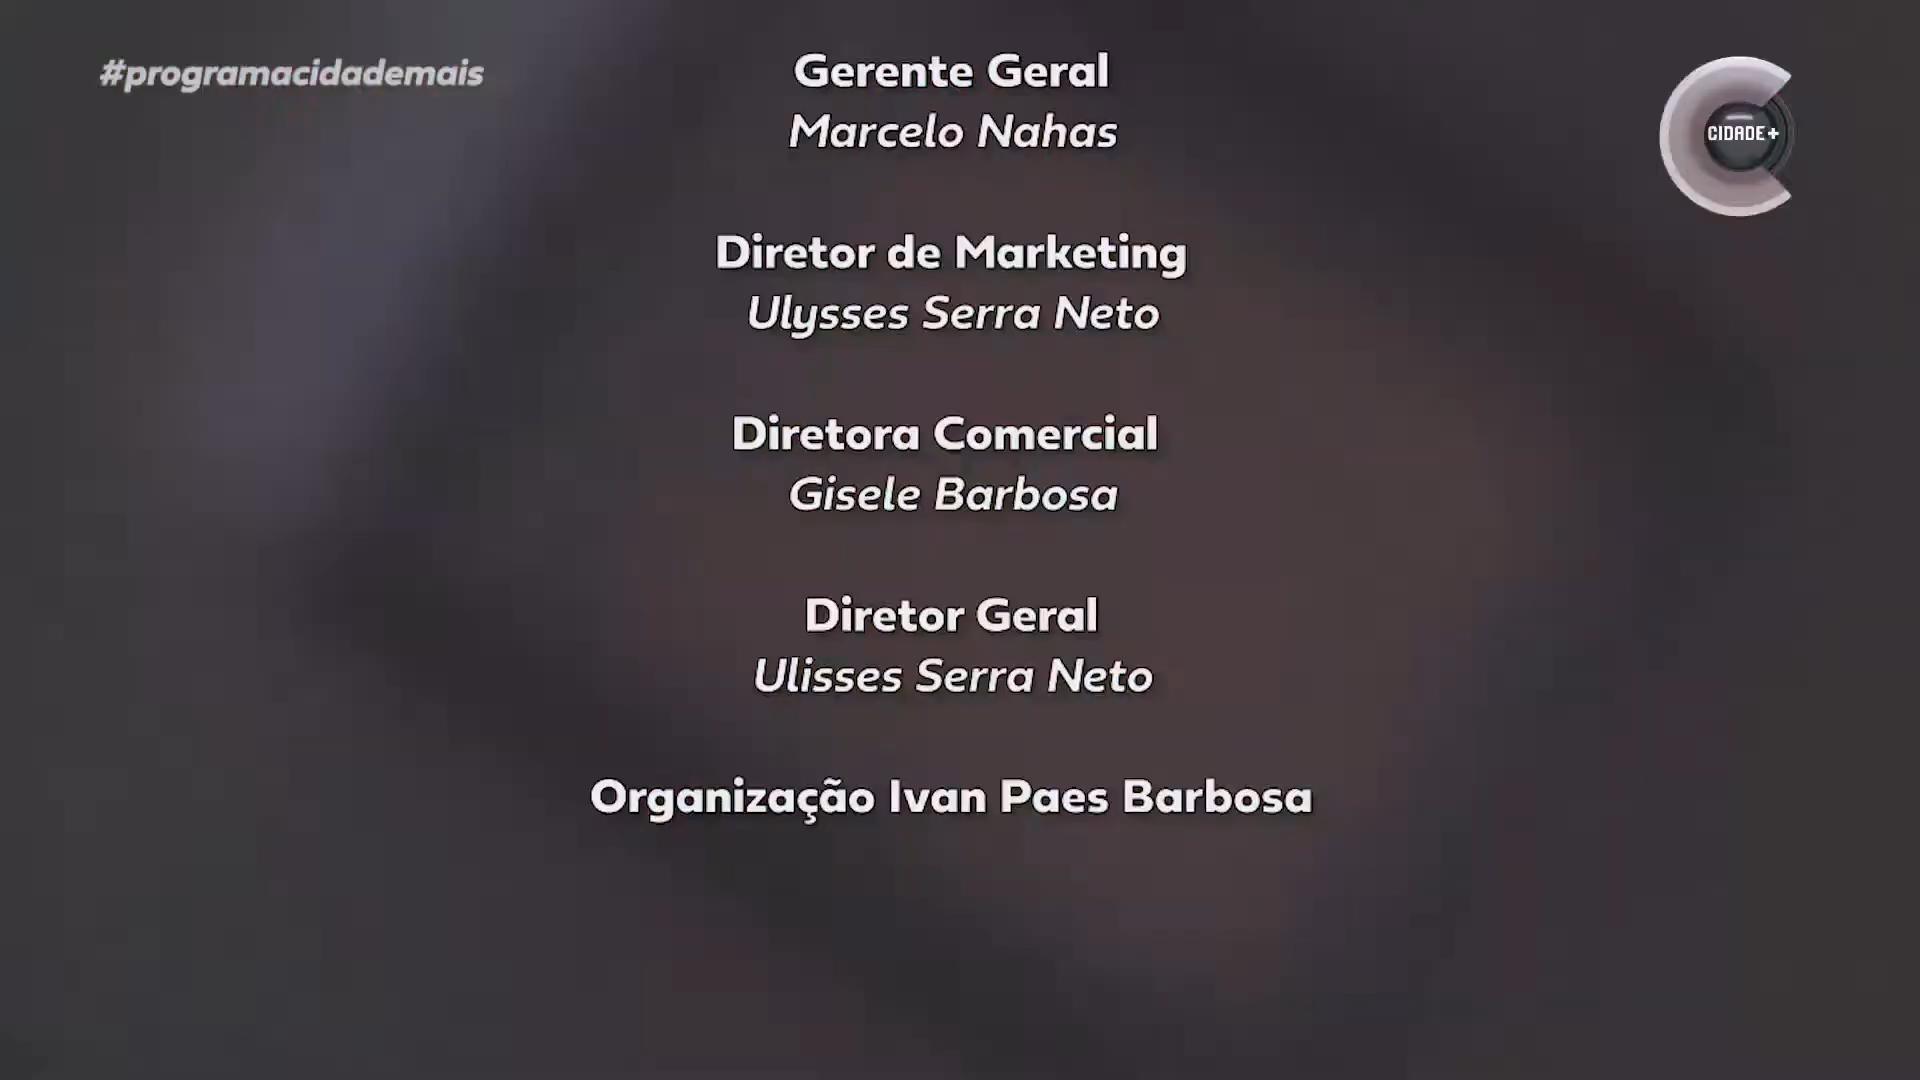 #programacidademais
Gerente Geral
Marcelo Nahas
CIDADE+
Diretor de Marketing
Ulysses Serra Neto
Diretora Comercial
Gisele Barbosa
Diretor Geral
Ulisses Serra Neto
Organização Ivan Paes Barbosa